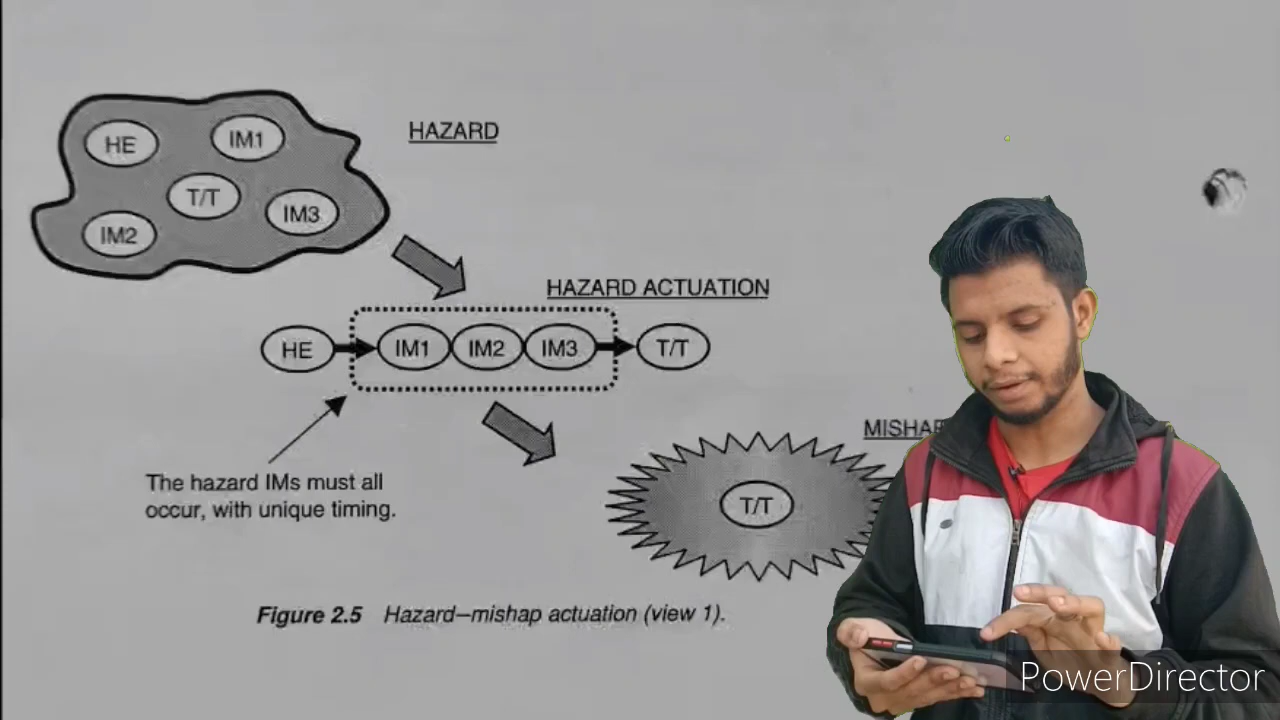 HAZARD
HE
IM1
T/T
IM3
IM2
HAZARD ACTUATION
HE
IM1
IM2
IM3
T/T
The hazard IMs must all
occur, with unique timing.
T/T
Figure 2.5 Hazard—mishap actuation (view 1).
PowerDirector